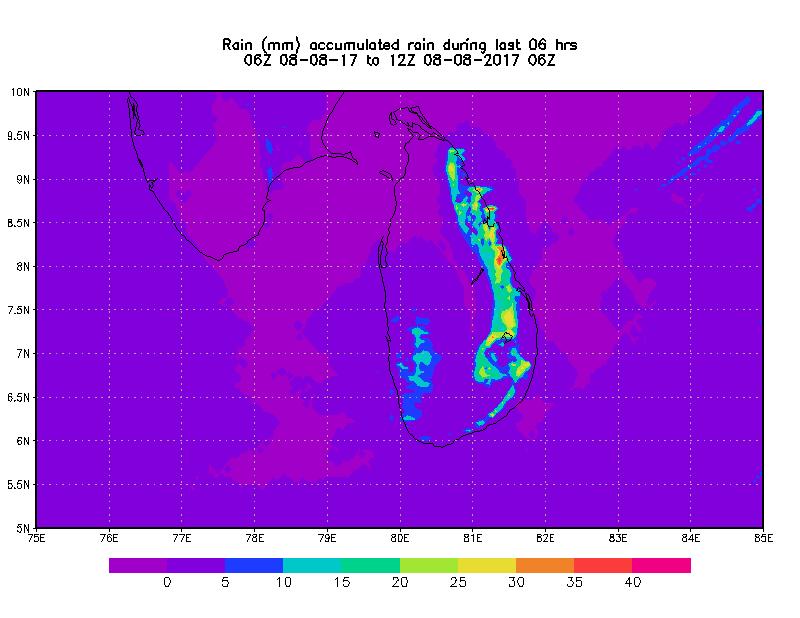 Rain (mm) accumulated rain during last 06 hrs
06Z 08-08-17 to 12Z 08-08-2017 06Z
10N
9.5N
9N
8.5N
8N
7.5N
7N
6.5N
6N
5.5N
5N
75E 76E 77E 78E 79E 80E 81E 82E 83E 84E 85E
0 5 10 15 20 25 30 35 40